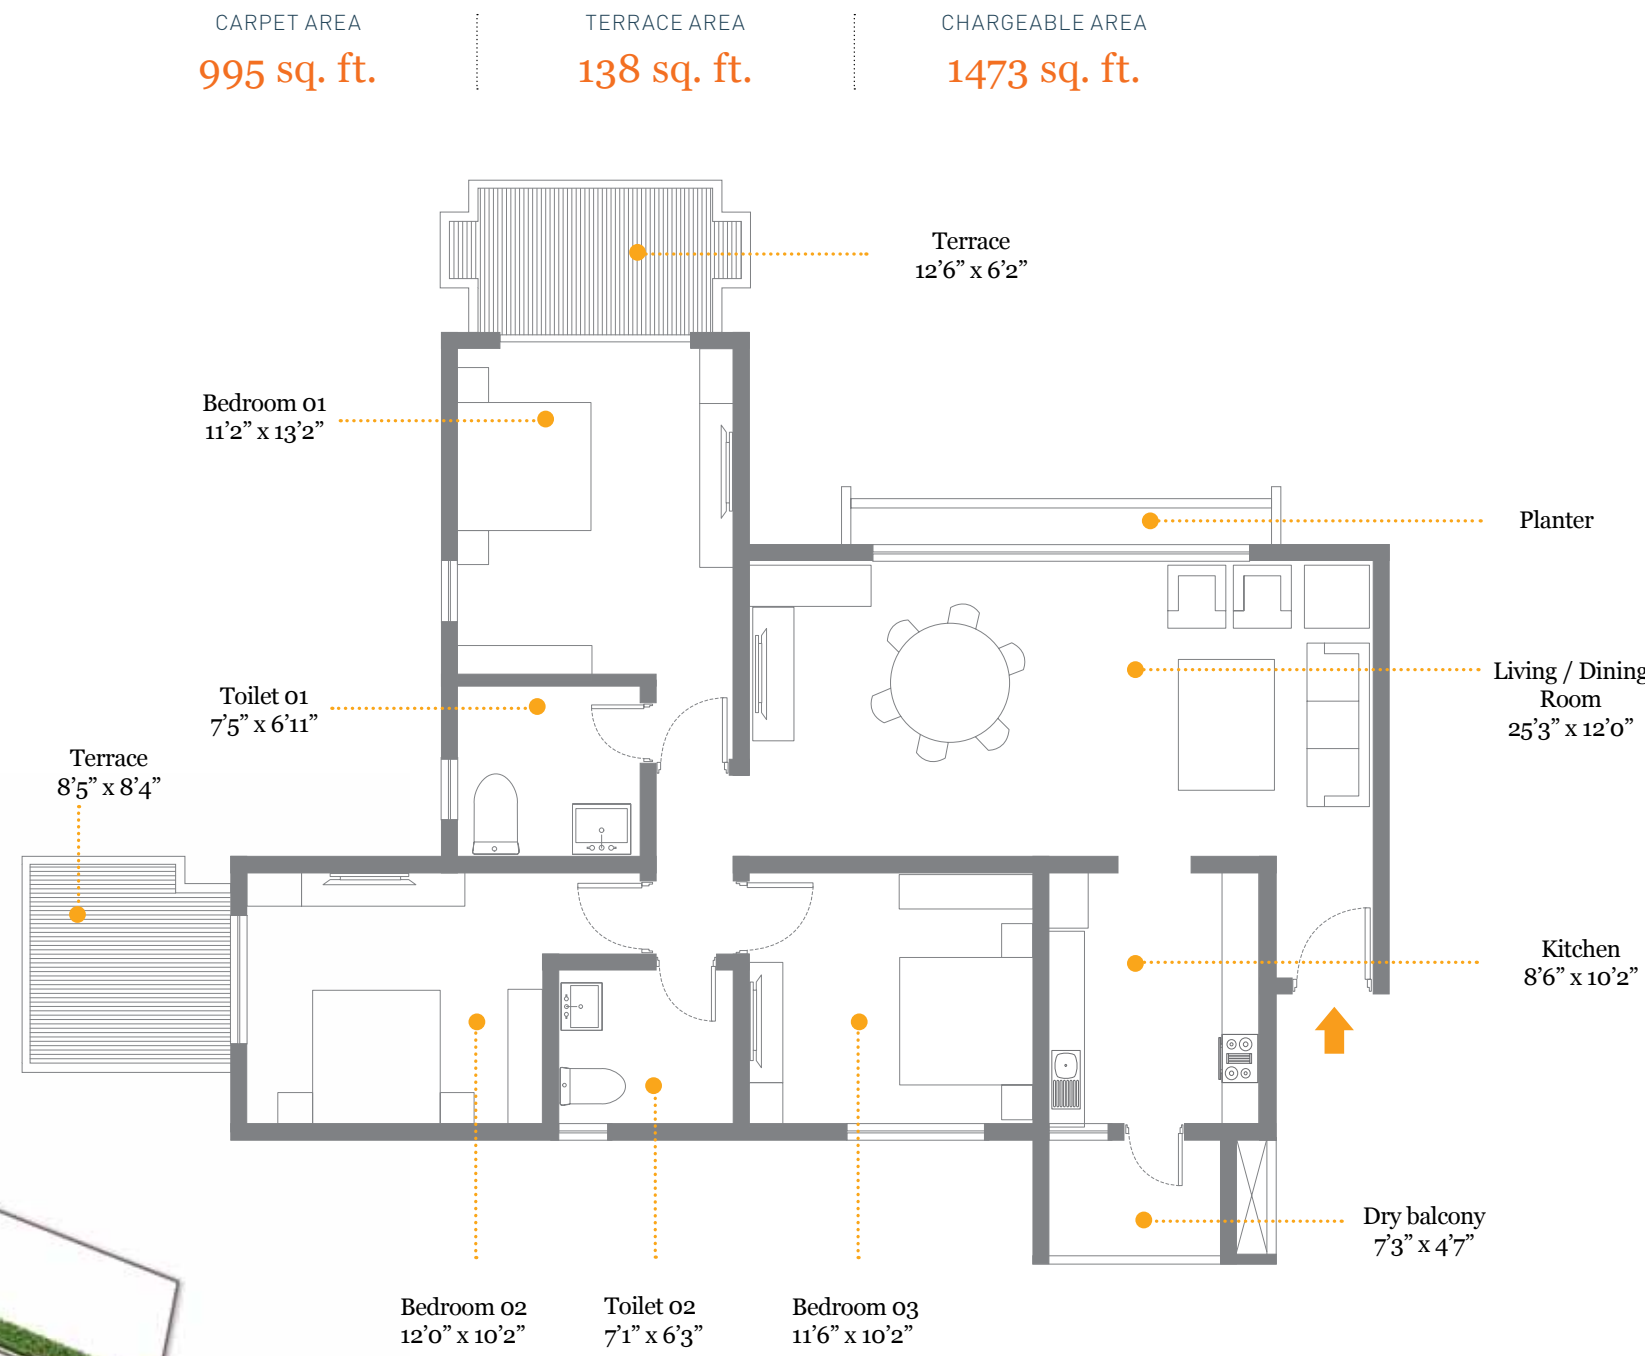 CARPET AREA
995 sq. ft.
TERRACE AREA
138 sq. ft.
CHARGEABLE AREA
1473 sq. ft.
Terrace
12’6” x 6’2”
Bedroom 01
11’2” x 13’2”
Planter
Living / Dining
Room
25’3” x 12’0”
Toilet 01
7’5” x 6’11”
Terrace
8’5” x 8’4”
Kitchen
8’6” x 10’2”
Dry balcony
7’3” x 4’7”
Bedroom 02
12’0” x 10’2”
Toilet 02
7’1” x 6’3”
Bedroom 03
11’6” x 10’2”